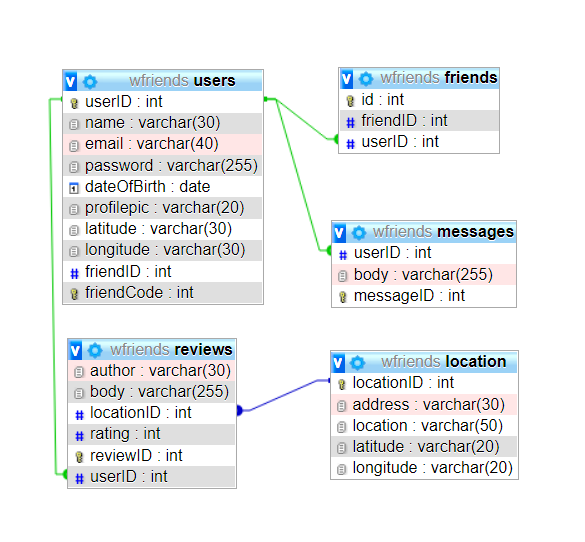 wfriends users
userID : int
name : varchar(30)
email : varchar(40)
password : varchar(255)
dateOfBirth : date
profilepic : varchar(20)
latitude : varchar(30)
longitude : varchar(30)
friendID : int
friendCode : int
wfriends friends
id : int
friendID : int
userID : int
wfriends messages
userID : int
body : varchar(255)
messageID : int
wfriends reviews
author : varchar(30)
body : varchar(255)
locationID : int
rating : int
reviewID : int
userID : int
wfriends location
locationID : int
address : varchar(30)
location : varchar(50)
latitude : varchar(20)
longitude : varchar(20)